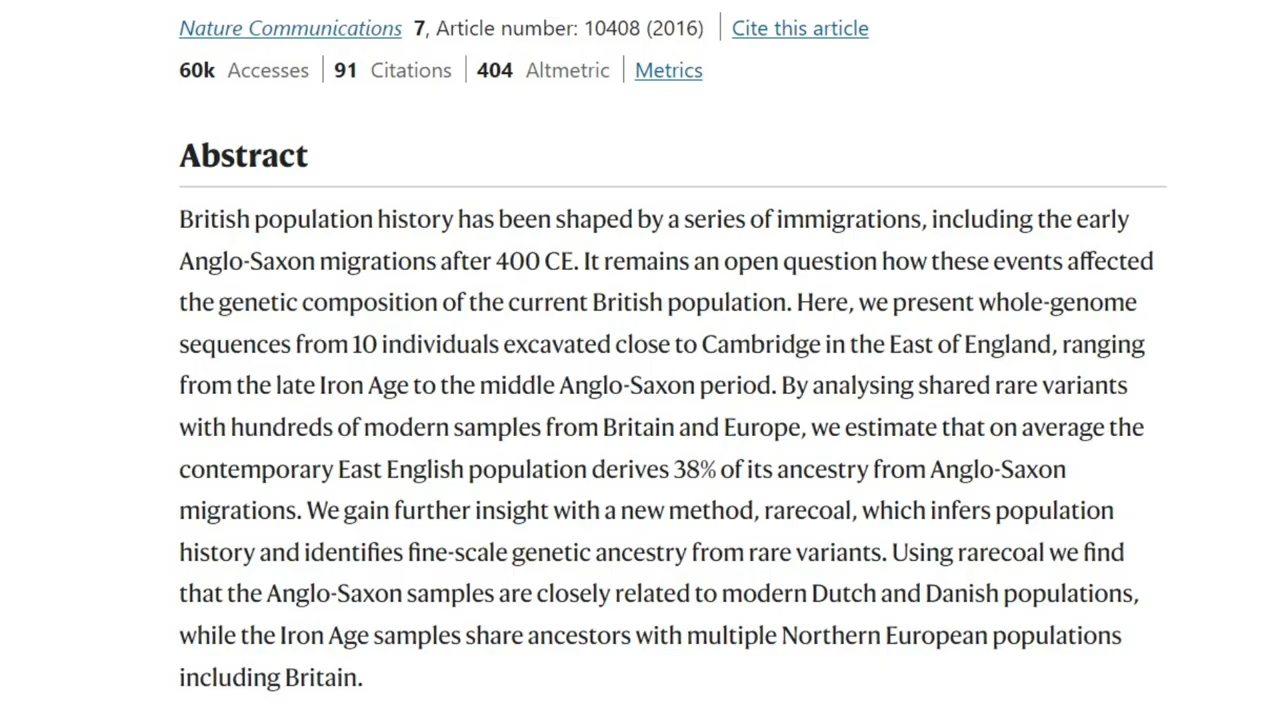 Nature Communications 7, Article number: 10408 (2016) Cite this article
60k Accesses 91 Citations 404 Altmetric Metrics
Abstract
British population history has been shaped by a series of immigrations, including the early
Anglo-Saxon migrations after 400 CE. It remains an open question how these events affected
the genetic composition of the current British population. Here, we present whole-genome
sequences from 10 individuals excavated close to Cambridge in the East of England, ranging
from the late Iron Age to the middle Anglo-Saxon period. By analysing shared rare variants
with hundreds of modern samples from Britain and Europe, we estimate that on average the
contemporary East English population derives 38% of its ancestry from Anglo-Saxon
migrations. We gain further insight with a new method, rarecoal, which infers population
history and identifies fine-scale genetic ancestry from rare variants. Using rarecoal we find
that the Anglo-Saxon samples are closely related to modern Dutch and Danish populations,
while the Iron Age samples share ancestors with multiple Northern European populations
including Britain.